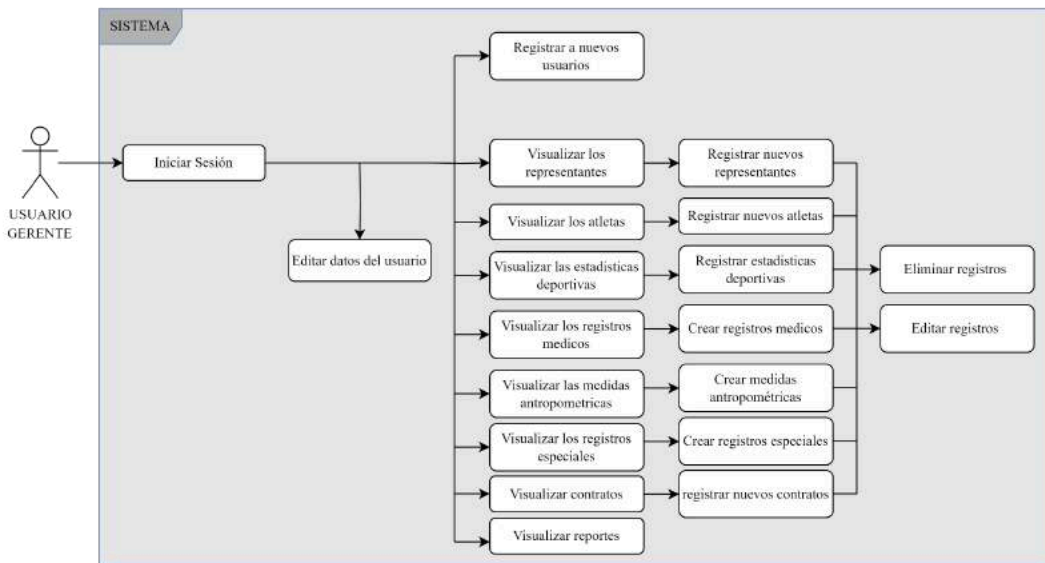 SISTEMA
Registrar a nuevos
usuarios
Iniciar Sesión
Visualizar los
representantes
Registrar nuevos
representantes
USUARIO
GERENTE
Visualizar los atletas
Registrar nuevos atletas
Editar datos del usuario
Visualizar las estadísticas
deportivas
Registrar estadísticas
deportivas
Eliminar registros
Visualizar los registros
medicos
Crear registros medicos
Editar registros
Visualizar las medidas
antropometricas
Crear medidas
antropométricas
Visualizar los registros
especiales
Crear registros especiales
Visualizar contratos
registrar nuevos contratos
Visualizar reportes